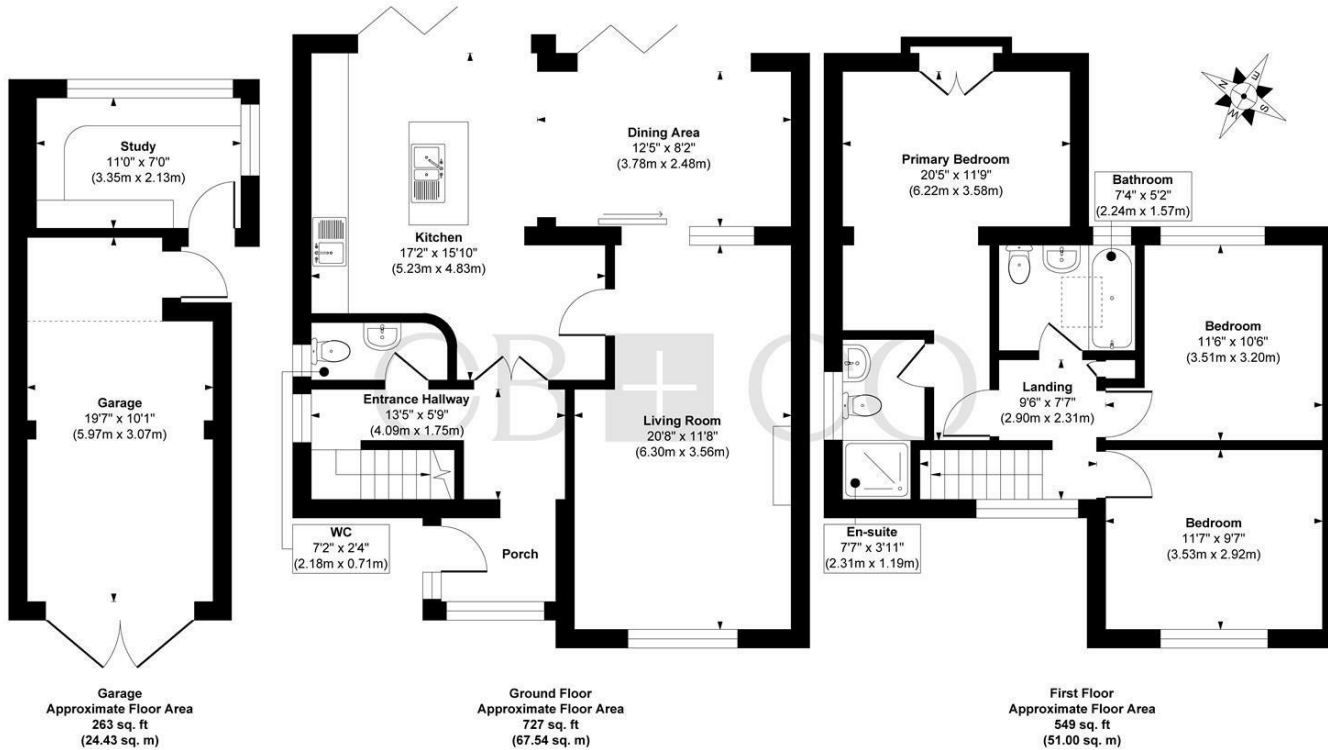 Study
11'0" x 7'0"
(3.35m x 2.13m)
Garage
19'7" x 10'1"
(5.97m x 3.07m)
Garage
Approximate Floor Area
263 sq. ft
(24.43 sq. m)
Dining Area
12'5" x 8'2"
(3.78m x 2.48m)
Kitchen
17'2" x 15'10"
(5.23m x 4.83m)
Entrance Hallway
13'5" x 5'9"
(4.09m x 1.75m)
Living Room
20'8" x 11'8"
(6.30m x 3.56m)
WC
7'2" x 2'4"
(2.18m x 0.71m)
Porch
Ground Floor
Approximate Floor Area
727 sq. ft
(67.54 sq. m)
Primary Bedroom
20'5" x 11'9"
(6.22m x 3.58m)
Bathroom
7'4" x 5'2"
(2.24m x 1.57m)
Bedroom
11'6" x 10'6"
(3.51m x 3.20m)
Landing
9'6" x 7'7"
(2.90m x 2.31m)
En-suite
7'7" x 3'11"
(2.31m x 1.19m)
Bedroom
11'7" x 9'7"
(3.53m x 2.92m)
First Floor
Approximate Floor Area
549 sq. ft
(51.00 sq. m)
N
E
S
W
CB+CO